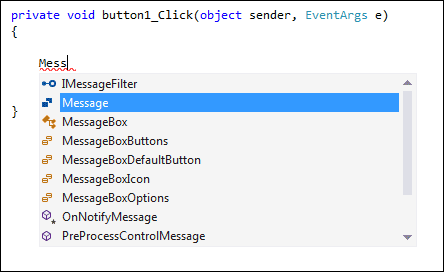 private void button1_Click(object sender, EventArgs e)
{
Mess
IMessageFilter
Message
MessageBox
MessageBoxButtons
MessageBoxDefaultButton
MessageBoxIcon
MessageBoxOptions
OnNotifyMessage
PreProcessControlMessage
}